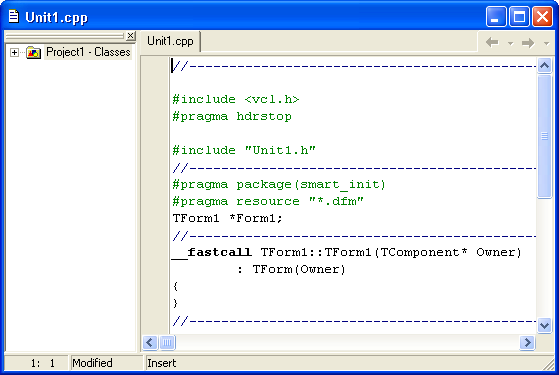 Unit1.cpp
Project1 - Classes
Unit1.cpp
//------------------------------------------
#include <vcl.h>
#pragma hdrstop
#include "Unit1.h"
//------------------------------------------
#pragma package(smart_init)
#pragma resource "*.dfm"
TForm1 *Form1;
//------------------------------------------
__fastcall TForm1::TForm1(TComponent* Owner)
: TForm(Owner)
{
}
//------------------------------------------
1: 1 Modified Insert